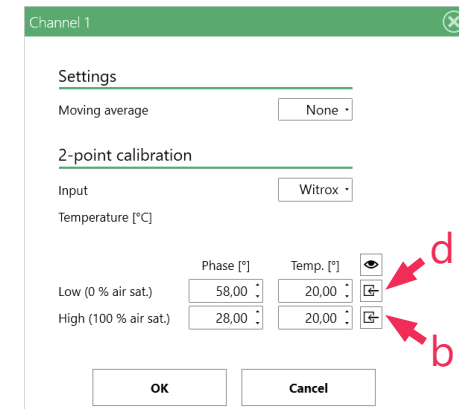 Channel 1
Settings
Moving average None
2-point calibration
Input Witrox
Temperature [°C]
Phase [°] Temp. [°]
d
Low (0 % air sat.) 58,00 20,00
High (100 % air sat.) 28,00 20,00
b
OK Cancel